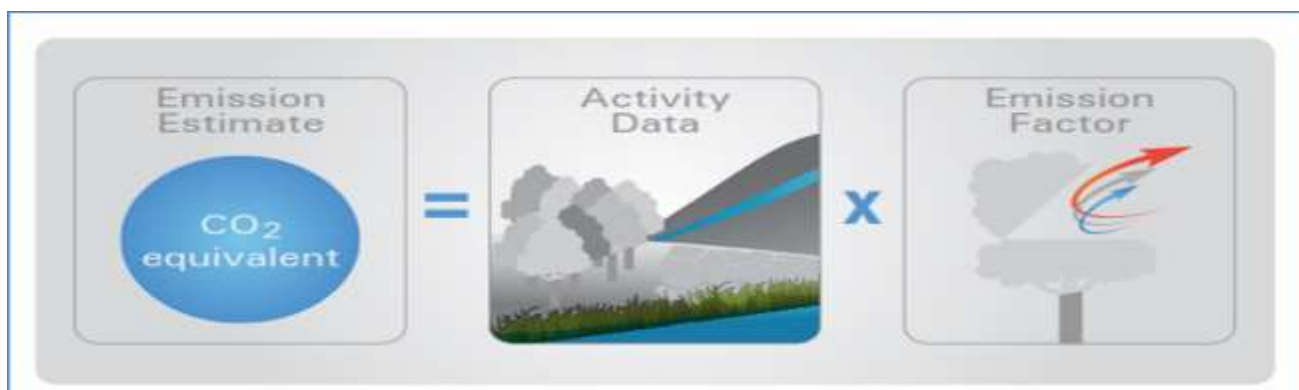 Emission
Estimate
CO₂
equivalent
=
Activity
Data
x
Emission
Factor